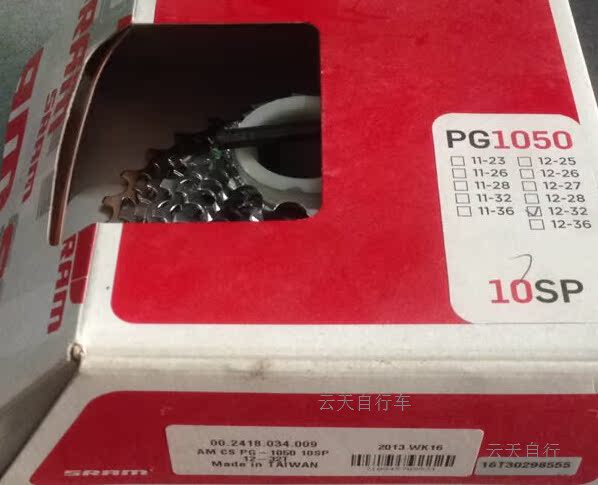 SRAM
SRAM
PG1050
11-23 12-25
11-26 12-26
11-28 12-27
11-32 12-28
11-36 12-32
12-36
10SP
云天自行车
00.2418.034.009
AM CS PG - 1050 10SP
12-32T
Made in TAIWAN
2013 WK16
云天自行
16T30298555
SRAM